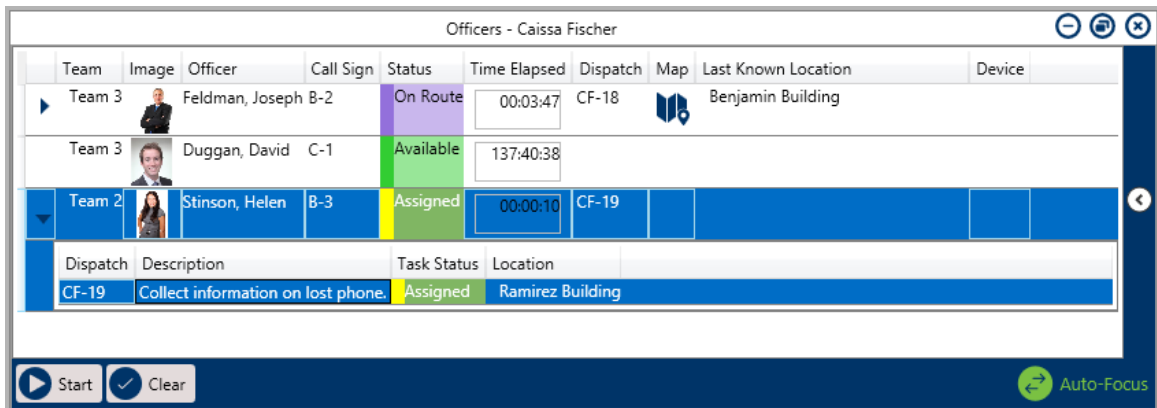 Officers - Caissa Fischer
Team Image Officer Call Sign Status Time Elapsed Dispatch Map Last Known Location Device
Team 3 Feldman, Joseph B-2 On Route 00:03:47 CF-18 Benjamin Building
Team 3 Duggan, David C-1 Available 137:40:38
Team 2 Stinson, Helen B-3 Assigned 00:00:10 CF-19
Dispatch Description Task Status Location
CF-19 Collect information on lost phone. Assigned Ramirez Building
Start Clear Auto-Focus